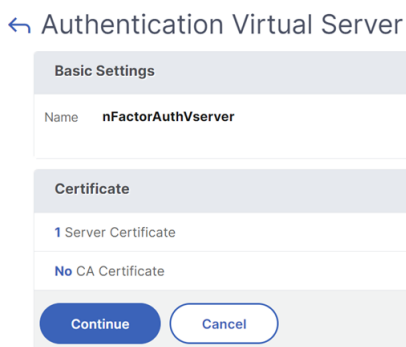 Authentication Virtual Server
Basic Settings
Name nFactorAuthVserver
Certificate
1 Server Certificate
No CA Certificate
Continue Cancel